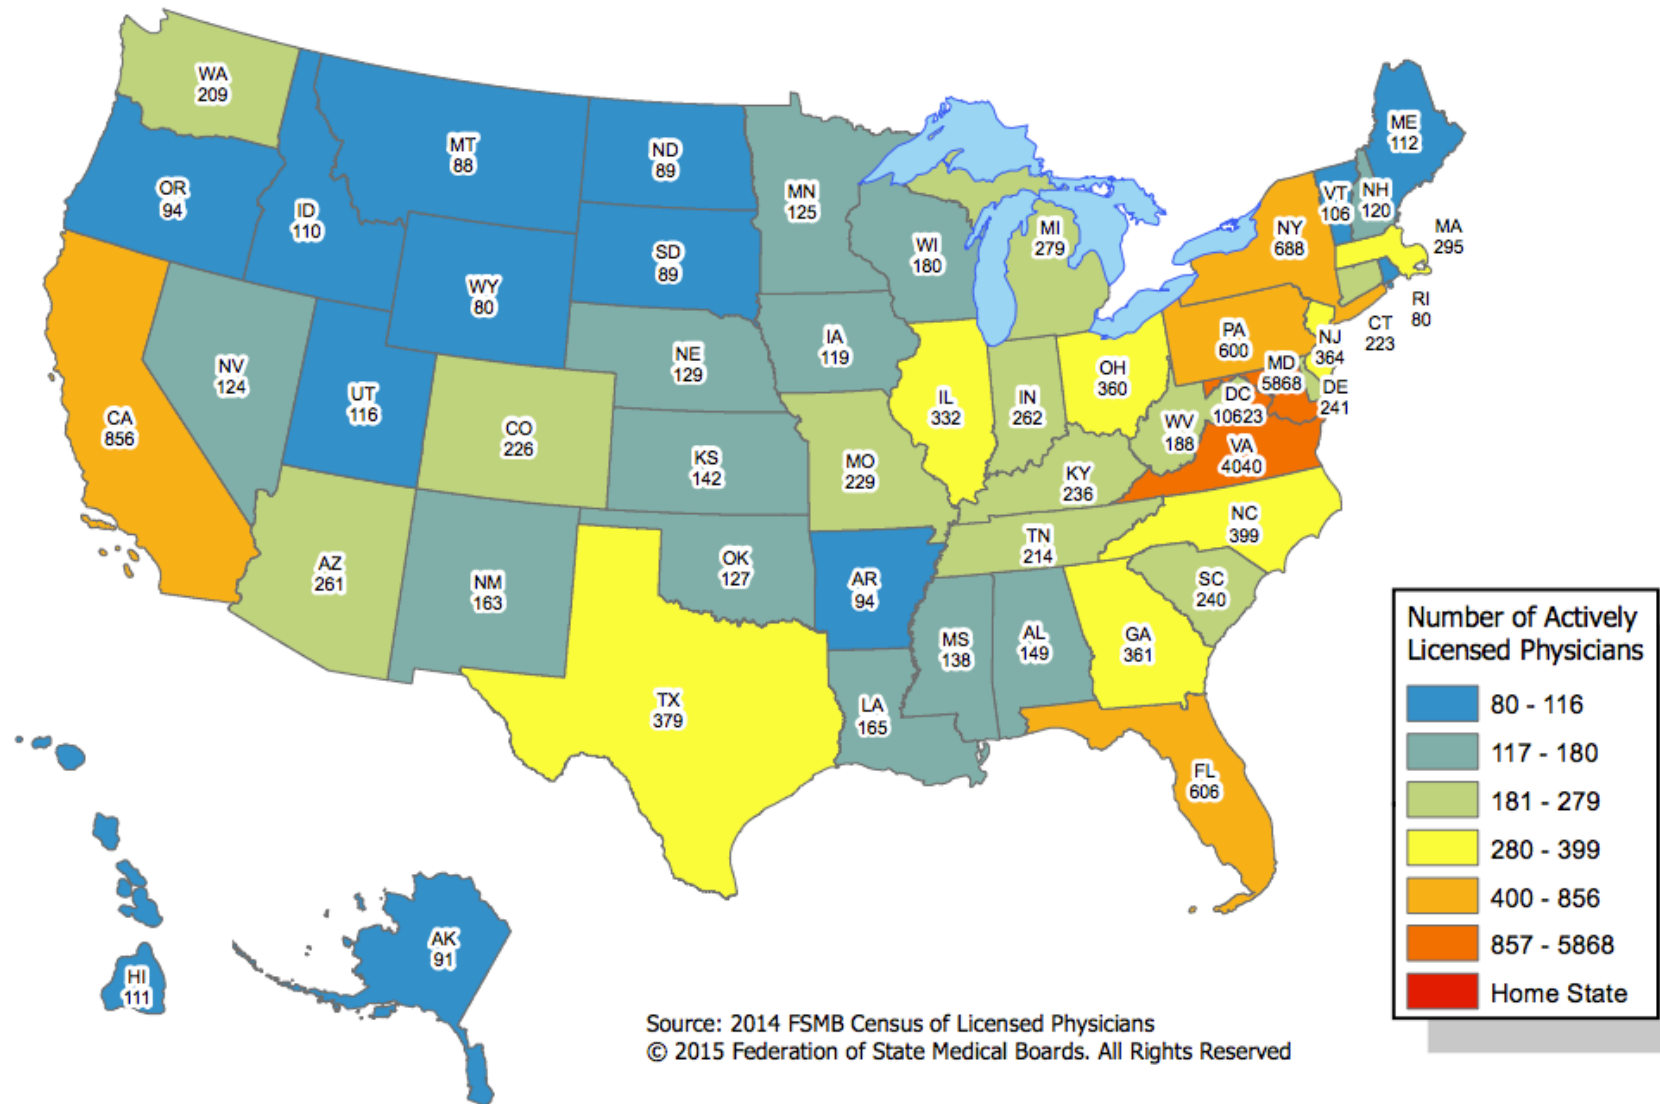 WA
209
OR
94
CA
856
ID
110
NV
124
MT
88
WY
80
UT
116
AZ
261
CO
226
NM
163
ND
89
SD
89
NE
129
KS
142
OK
127
TX
379
MN
125
IA
119
MO
229
AR
94
LA
165
WI
180
IL
332
MI
279
IN
262
OH
360
KY
236
TN
214
MS
138
AL
149
GA
361
FL
606
SC
240
NC
399
VA
4040
WV
188
DC
10623
MD
5868
DE
241
PA
600
NJ
364
NY
688
CT
223
RI
80
MA
295
VT
106
NH
120
ME
112
HI
111
AK
91
Number of Actively
Licensed Physicians
80 - 116
117 - 180
181 - 279
280 - 399
400 - 856
857 - 5868
Home State
Source: 2014 FSMB Census of Licensed Physicians
© 2015 Federation of State Medical Boards. All Rights Reserved